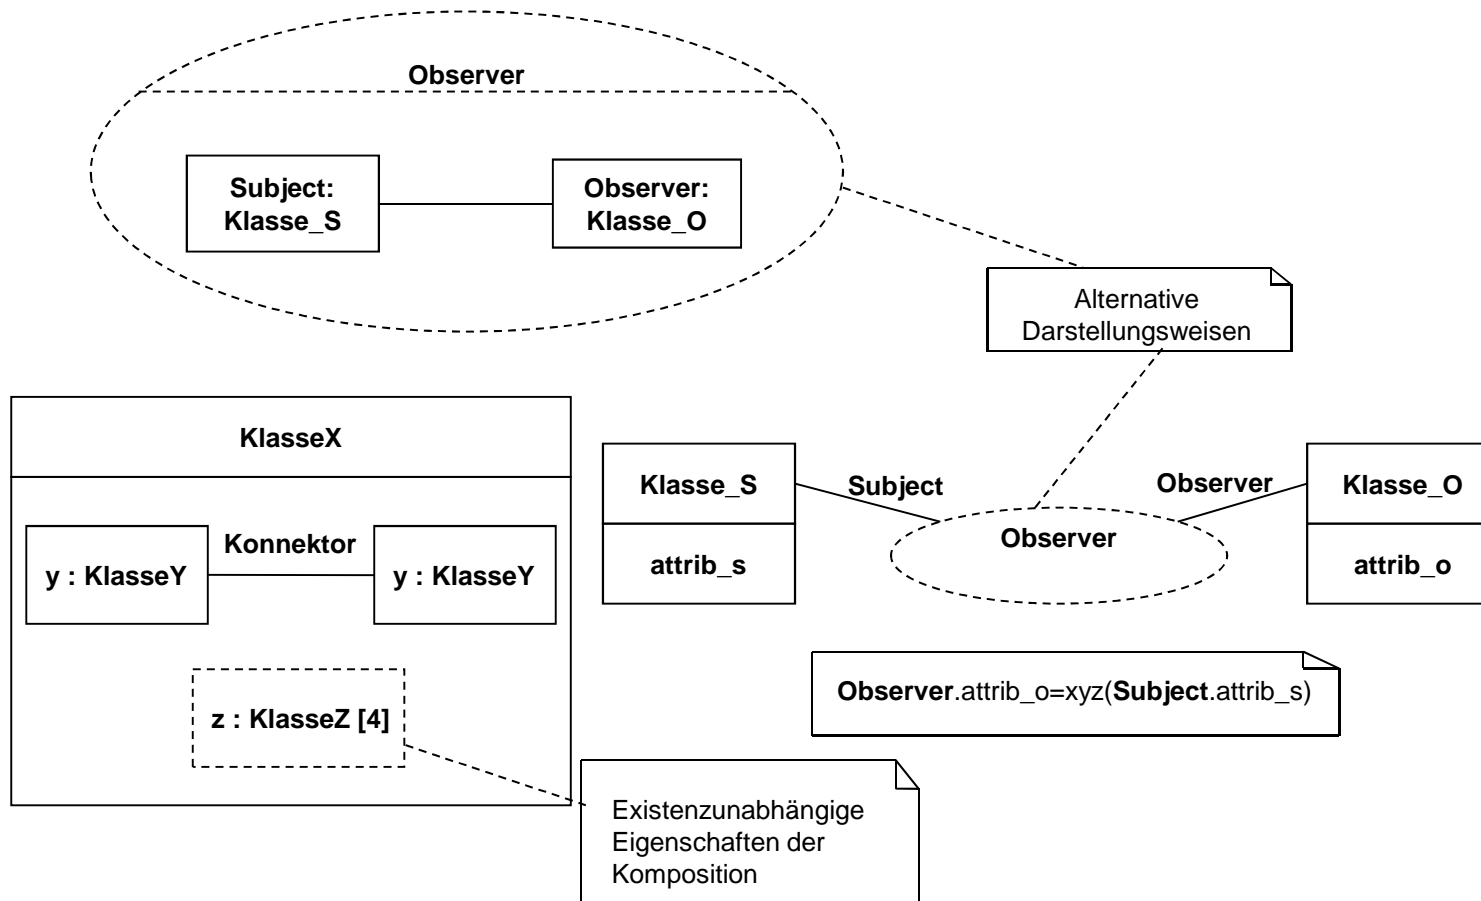 Observer
Subject:
Klasse_S
Observer:
Klasse_O
Alternative
Darstellungsweisen
KlasseX
Konnektor
y : KlasseY
y : KlasseY
z : KlasseZ [4]
Klasse_S
attrib_s
Subject
Observer
Observer
Klasse_O
attrib_o
Observer.attrib_o=xyz(Subject.attrib_s)
Existenzunabhängige
Eigenschaften der
Komposition